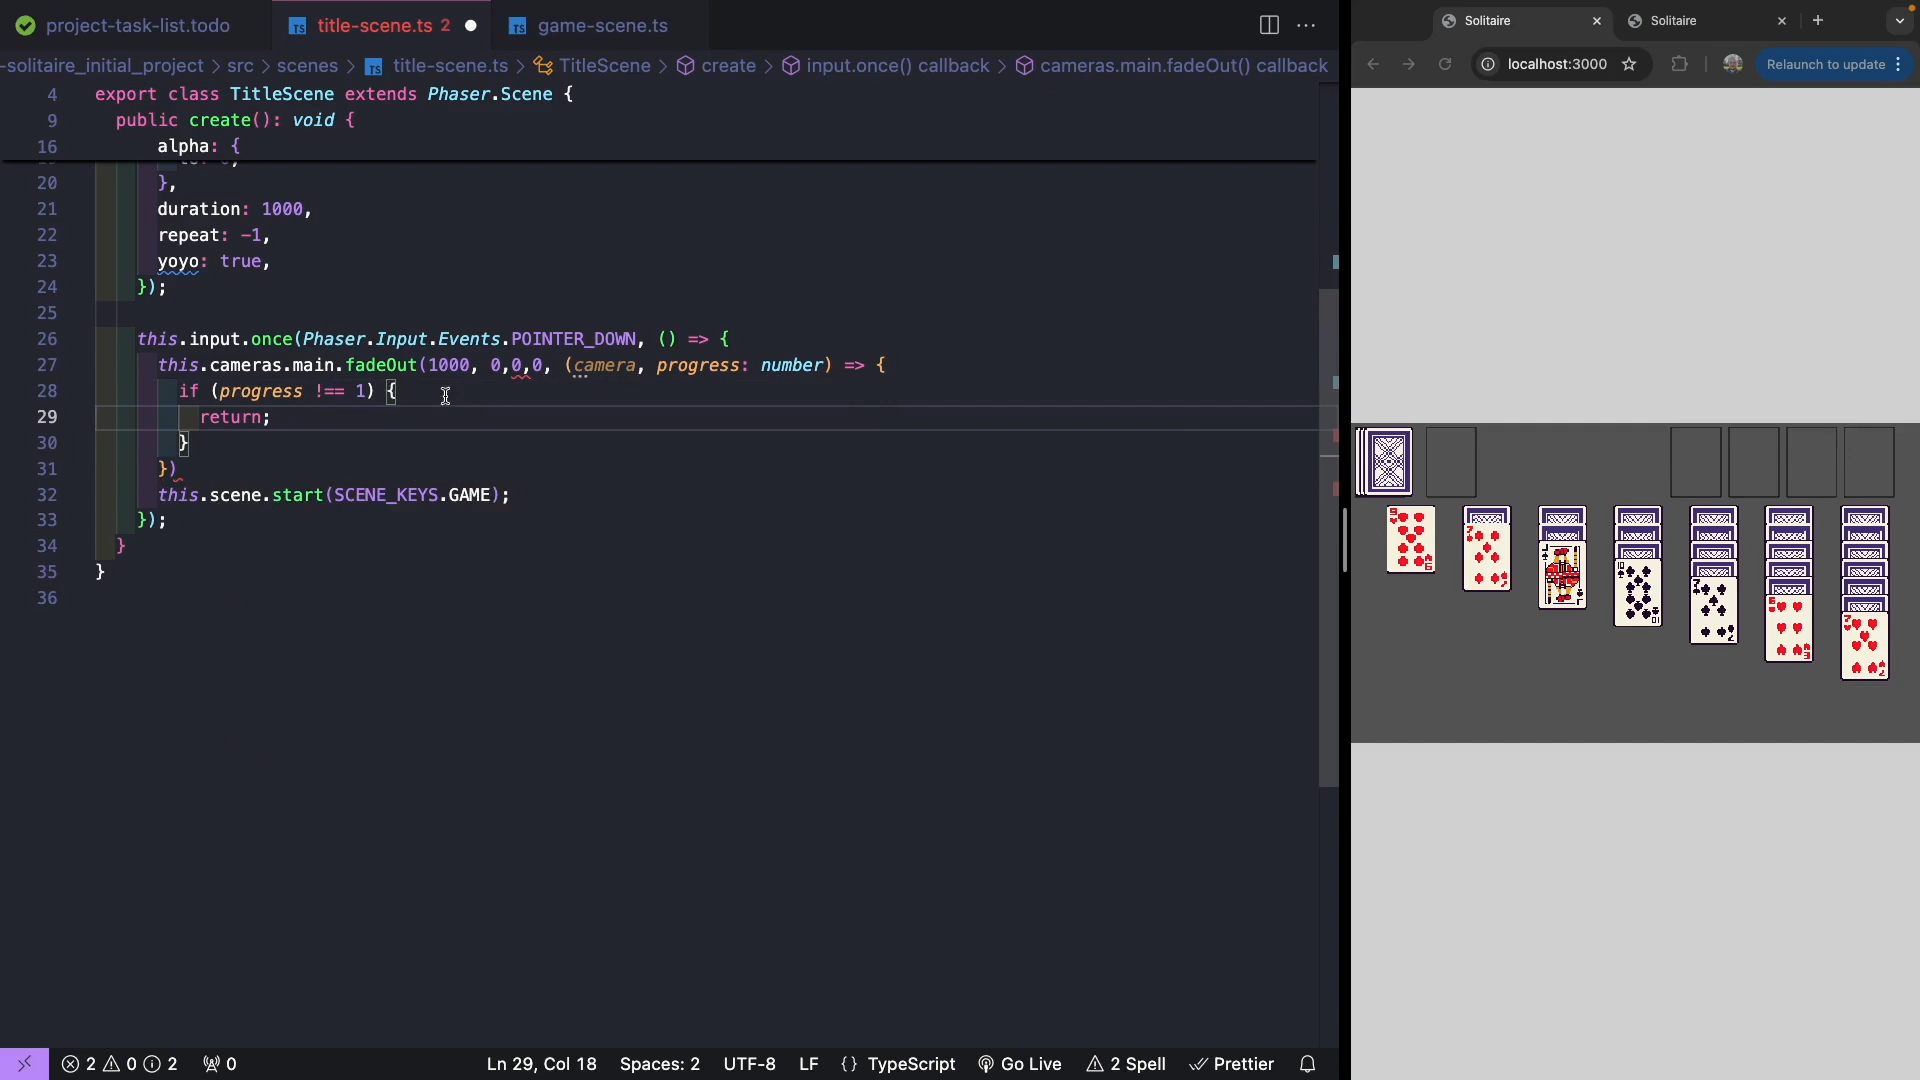 project-task-list.todo
TS title-scene.ts 2
TS game-scene.ts
-solitaire_initial_project > src > scenes > TS title-scene.ts > TitleScene > create > input.once() callback > cameras.main.fadeOut() callback
4 export class TitleScene extends Phaser.Scene {
9 public create(): void {
16 alpha: {
20 },
21 duration: 1000,
22 repeat: -1,
23 yoyo: true,
24 });
25
26 this.input.once(Phaser.Input.Events.POINTER_DOWN, () => {
27 this.cameras.main.fadeOut(1000, 0,0,0, (camera, progress: number) => {
28 if (progress !== 1) {
29 return;
30 }
31 })
32 this.scene.start(SCENE_KEYS.GAME);
33 });
34 }
35 }
36
2 0 2 0
Ln 29, Col 18 Spaces: 2 UTF-8 LF {} TypeScript Go Live 2 Spell Prettier
Solitaire
Solitaire
localhost:3000
Relaunch to update